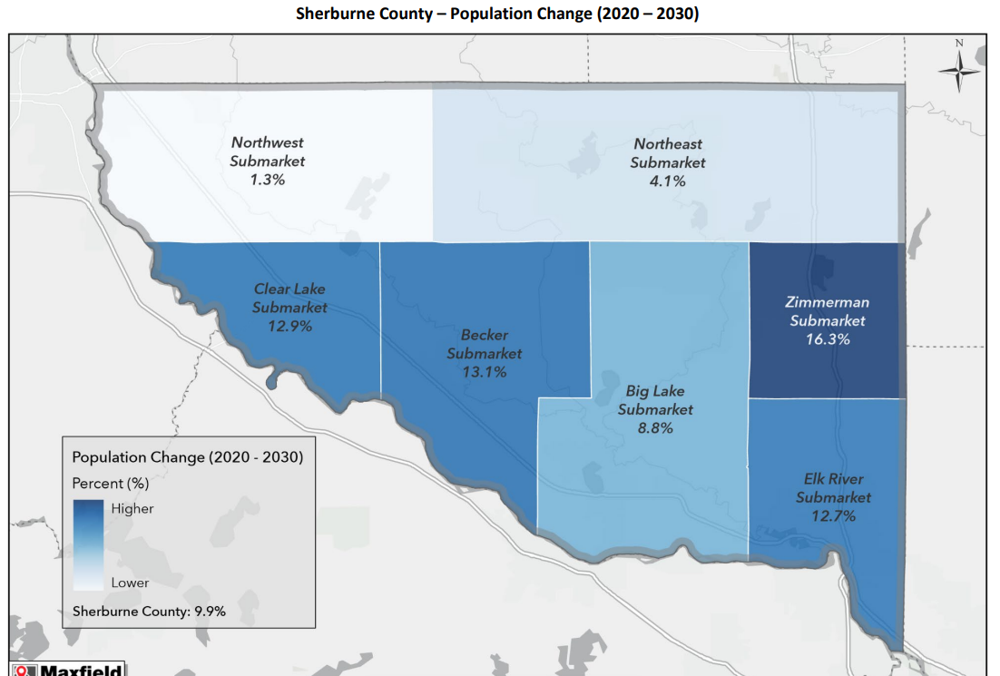 Sherburne County – Population Change (2020 – 2030)
N
Northwest
Submarket
1.3%
Northeast
Submarket
4.1%
Clear Lake
Submarket
12.9%
Becker
Submarket
13.1%
Zimmerman
Submarket
16.3%
Big Lake
Submarket
8.8%
Elk River
Submarket
12.7%
Population Change (2020 - 2030)
Percent (%)
Higher
Lower
Sherburne County: 9.9%
Maxfield